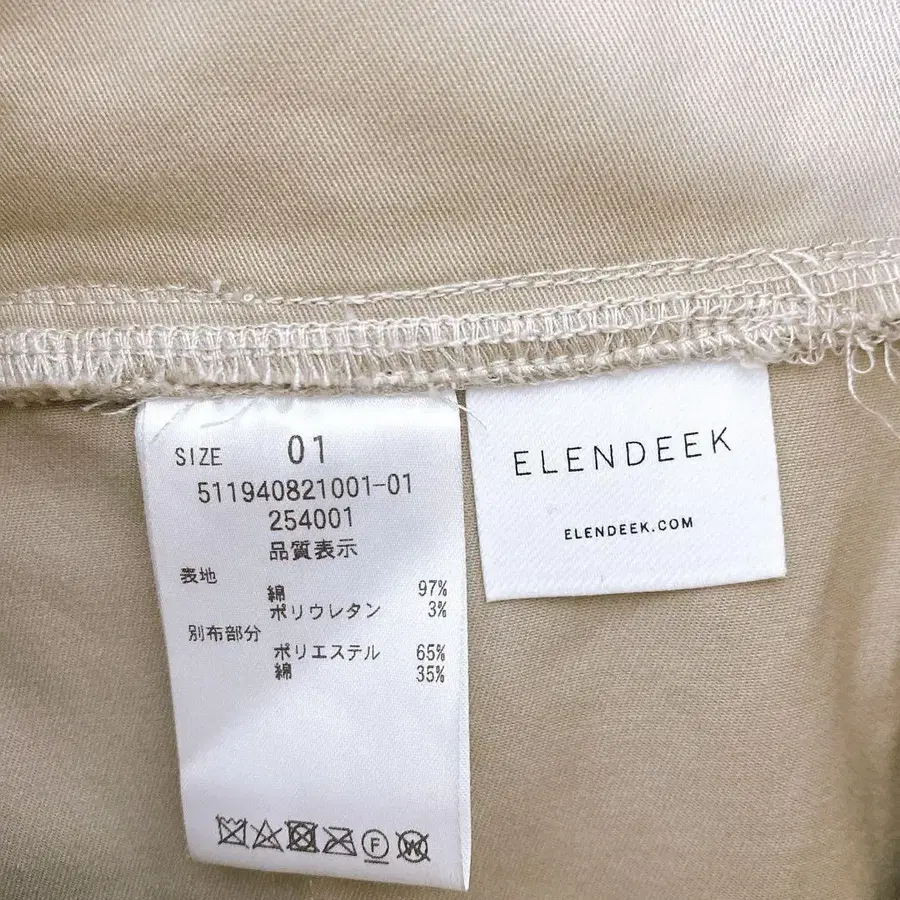 SIZE 01
511940821001-01
254001
品質表示
表地
綿 97%
ポリウレタン 3%
別布部分
ポリエステル 65%
綿 35%
F W
ELENDEEK
ELENDEEK.COM